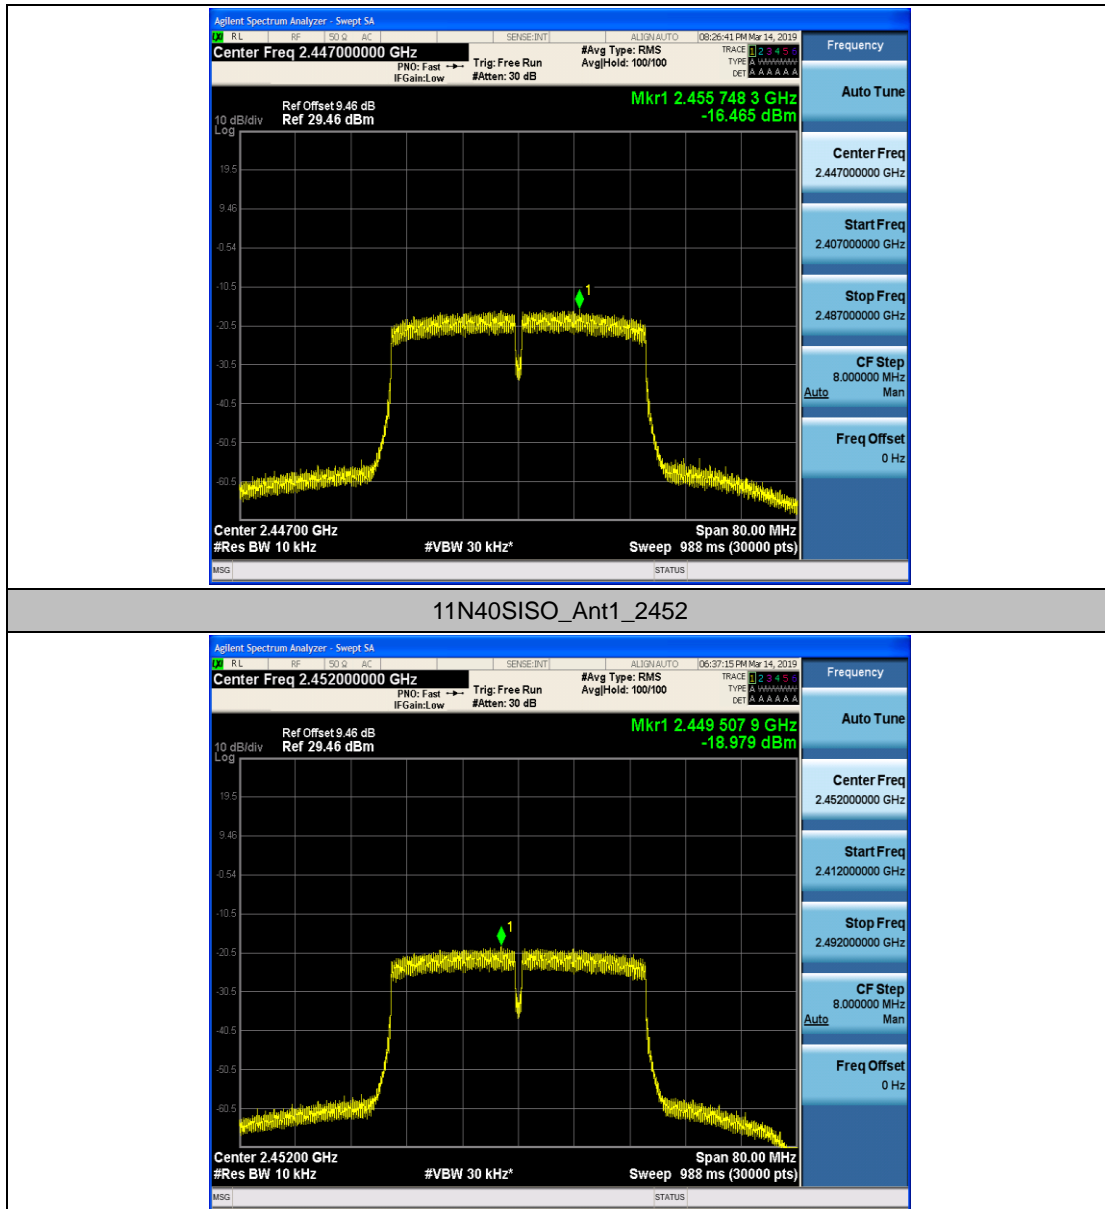 Agilent Spectrum Analyzer - Swept SA
LXI RL RF 50 Ω AC SENSE:INT ALIGNAUTO 08:26:41 PM Mar 14, 2019
Center Freq 2.447000000 GHz #Avg Type: RMS TRACE 1 2 3 4 5 6
PNO: Fast Trig: Free Run Avg|Hold: 100/100 TYPE A
IFGain:Low #Atten: 30 dB DET A A A A A A
Frequency
Auto Tune
Mkr1 2.455 748 3 GHz
-16.465 dBm
Ref Offset 9.46 dB
10 dB/div Ref 29.46 dBm
Log
19.5
9.46
-0.54
-10.5
-20.5
-30.5
-40.5
-50.5
-60.5
1
Center Freq
2.447000000 GHz
Start Freq
2.407000000 GHz
Stop Freq
2.487000000 GHz
CF Step
8.000000 MHz
Auto Man
Freq Offset
0 Hz
Center 2.44700 GHz Span 80.00 MHz
#Res BW 10 kHz #VBW 30 kHz* Sweep 988 ms (30000 pts)
MSG STATUS
11N40SISO_Ant1_2452
Agilent Spectrum Analyzer - Swept SA
LXI RL RF 50 Ω AC SENSE:INT ALIGNAUTO 06:37:15 PM Mar 14, 2019
Center Freq 2.452000000 GHz #Avg Type: RMS TRACE 1 2 3 4 5 6
PNO: Fast Trig: Free Run Avg|Hold: 100/100 TYPE A
IFGain:Low #Atten: 30 dB DET A A A A A A
Frequency
Auto Tune
Mkr1 2.449 507 9 GHz
-18.979 dBm
Ref Offset 9.46 dB
10 dB/div Ref 29.46 dBm
Log
19.5
9.46
-0.54
-10.5
-20.5
-30.5
-40.5
-50.5
-60.5
1
Center Freq
2.452000000 GHz
Start Freq
2.412000000 GHz
Stop Freq
2.492000000 GHz
CF Step
8.000000 MHz
Auto Man
Freq Offset
0 Hz
Center 2.45200 GHz Span 80.00 MHz
#Res BW 10 kHz #VBW 30 kHz* Sweep 988 ms (30000 pts)
MSG STATUS